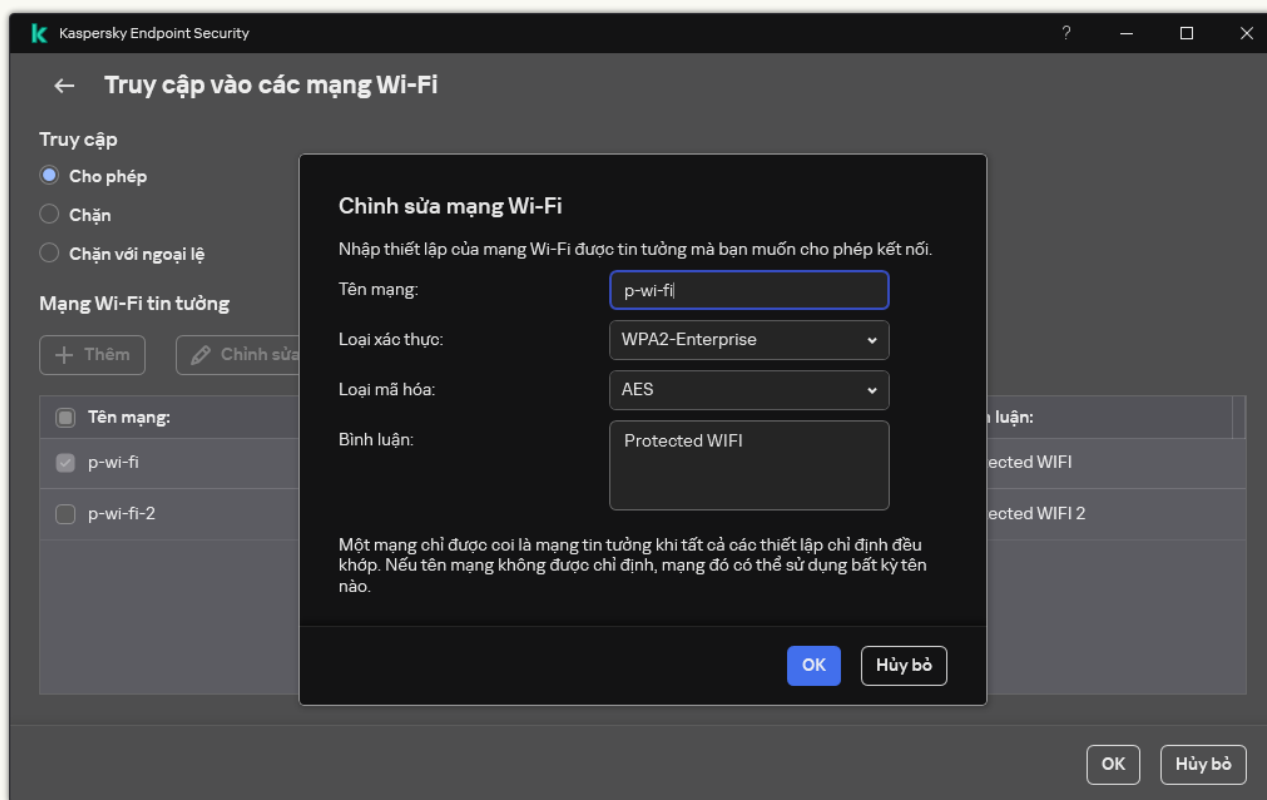 Kaspersky Endpoint Security
Truy cập vào các mạng Wi-Fi
Truy cập
Cho phép
Chặn
Chặn với ngoại lệ
Mạng Wi-Fi tin tưởng
Thêm
Chỉnh sửa
Tên mạng:
luận:
p-wi-fi
ected WIFI
p-wi-fi-2
ected WIFI 2
Chỉnh sửa mạng Wi-Fi
Nhập thiết lập của mạng Wi-Fi được tin tưởng mà bạn muốn cho phép kết nối.
Tên mạng:
p-wi-fi
Loại xác thực:
WPA2-Enterprise
Loại mã hóa:
AES
Bình luận:
Protected WIFI
Một mạng chỉ được coi là mạng tin tưởng khi tất cả các thiết lập chỉ định đều
khớp. Nếu tên mạng không được chỉ định, mạng đó có thể sử dụng bất kỳ tên
nào.
OK
Hủy bỏ
OK
Hủy bỏ